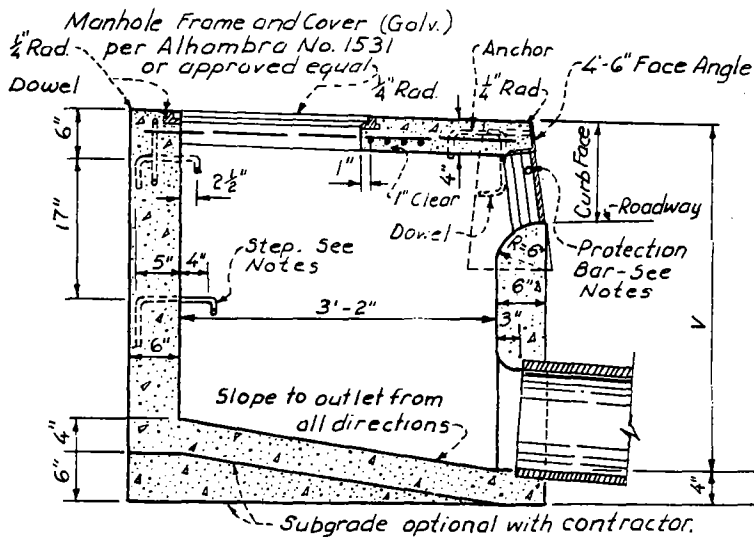 Manhole Frame and Cover (Galv.)
per Alhambra No. 1531
or approved equal
1/4" Rad.
Dowel
1/4" Rad.
Anchor
1/4" Rad.
4'-6" Face Angle
6"
17"
2 1/2"
1"
1" Clear
4"
Dowel
Curb Face
Roadway
Protection
Bar-See
Notes
5"
4"
Step. See
Notes
R=6"
6"
3'-2"
6"
3"
V
Slope to outlet from
all directions
4"
6"
4"
Subgrade optional with contractor.